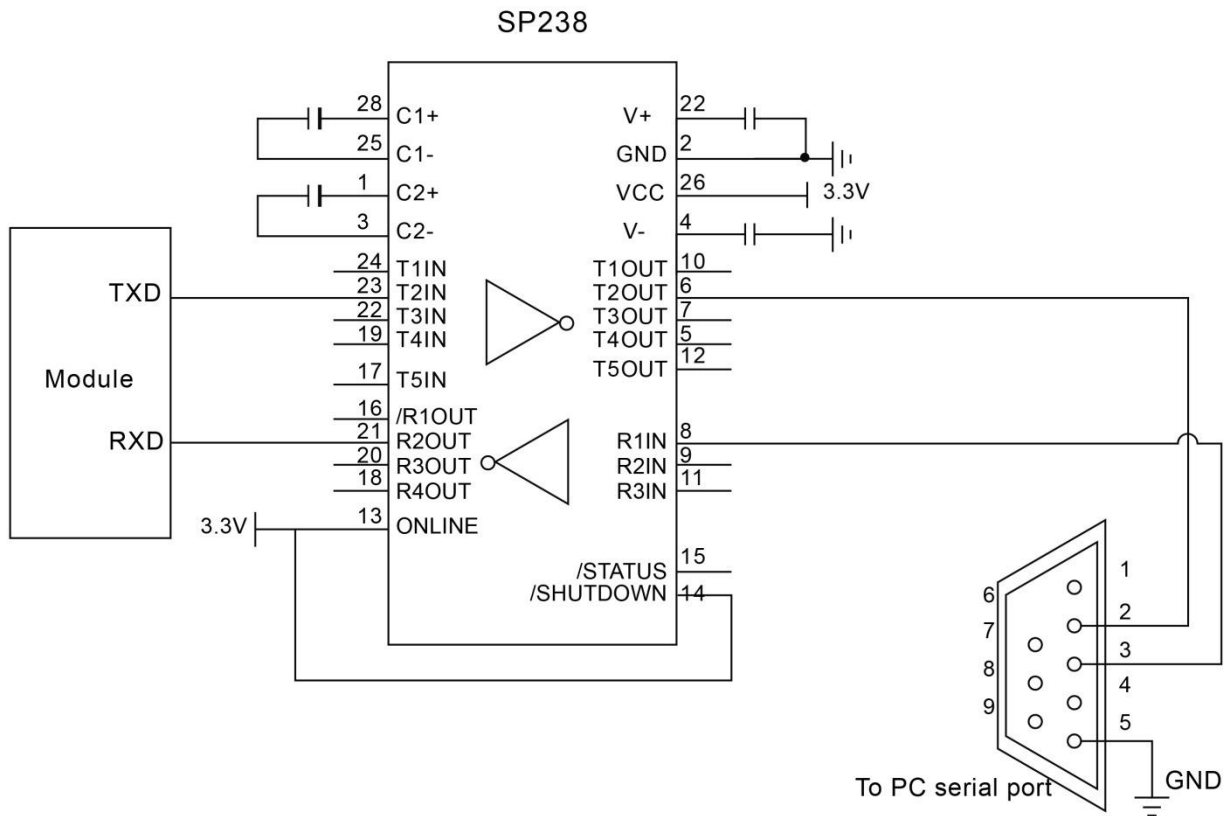 SP238
28 C1+ V+ 22
25 C1- GND 2
1 C2+ VCC 26 3.3V
3 C2- V- 4
24 T1IN T1OUT 10
TXD 23 T2IN T2OUT 6
22 T3IN T3OUT 7
19 T4IN T4OUT 5
Module 17 T5IN T5OUT 12
16 /R1OUT
RXD 21 R2OUT R1IN 8
20 R3OUT R2IN 9
18 R4OUT R3IN 11
3.3V 13 ONLINE
/STATUS 15
/SHUTDOWN 14
1
6
2
7
3
8
4
9
5
To PC serial port GND